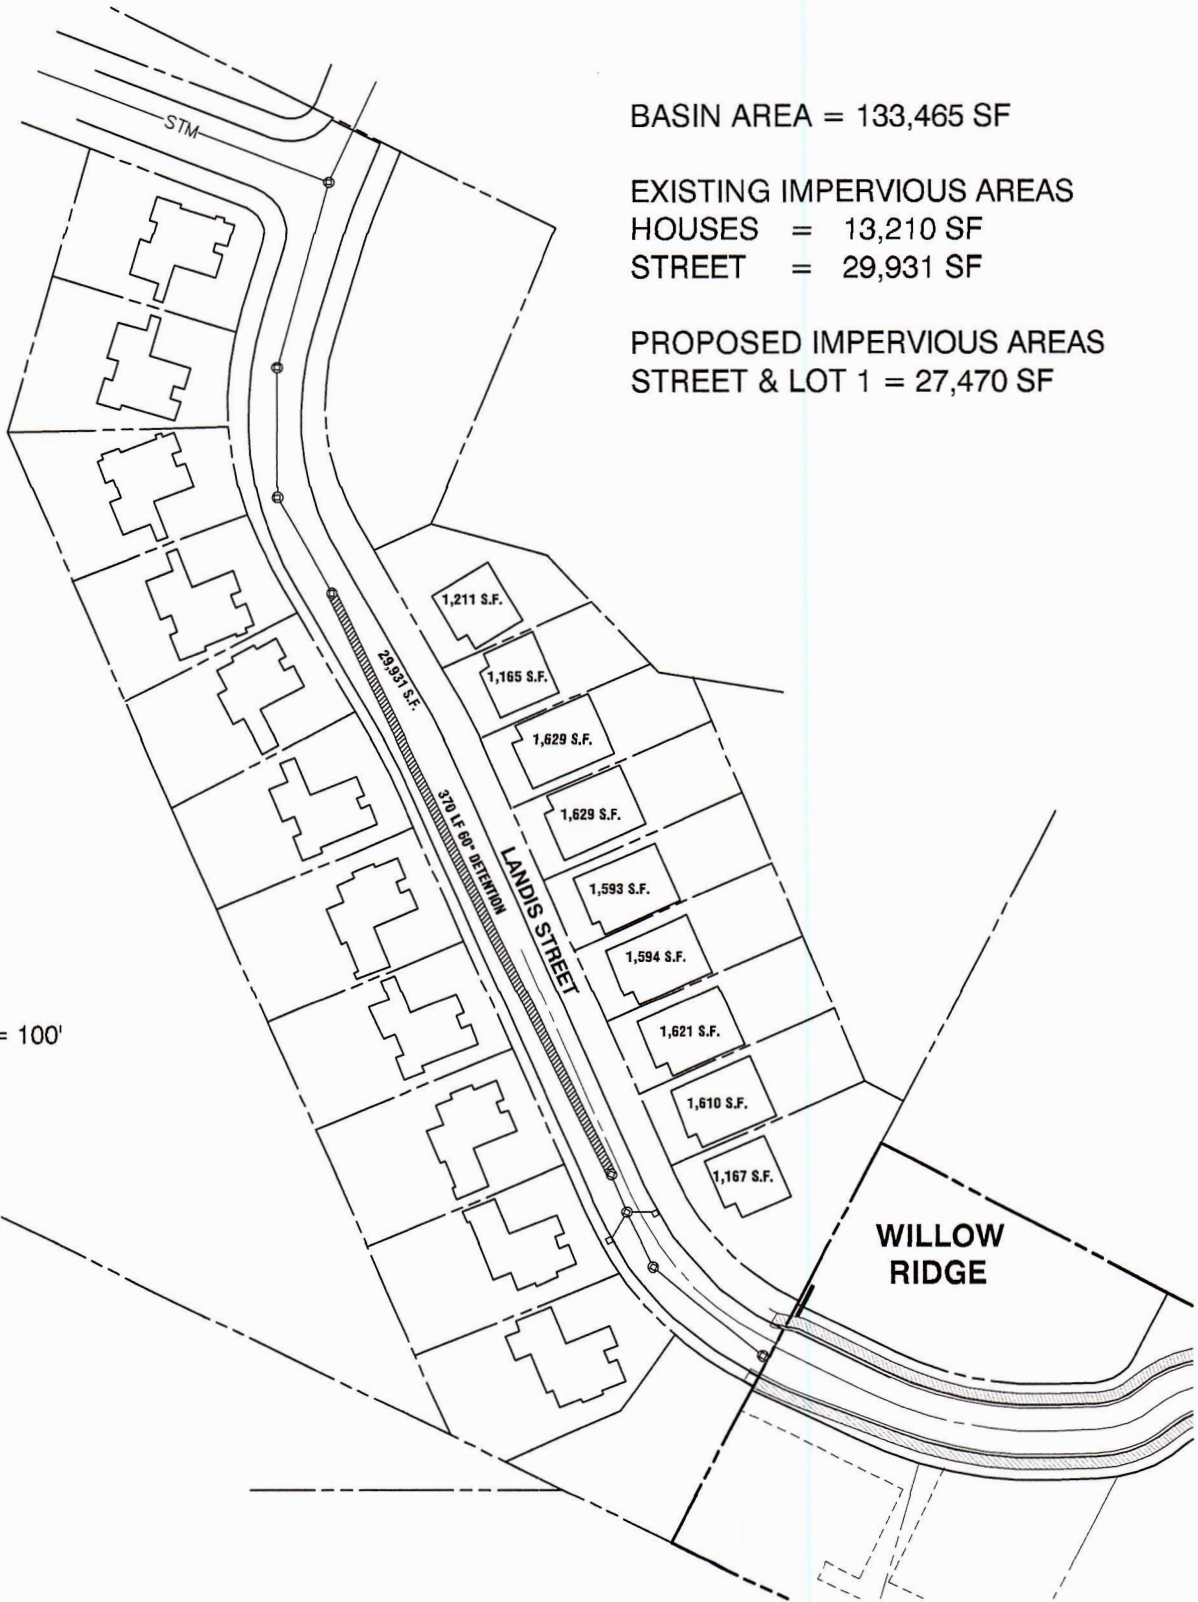 STM
BASIN AREA = 133,465 SF
EXISTING IMPERVIOUS AREAS
HOUSES = 13,210 SF
STREET = 29,931 SF
PROPOSED IMPERVIOUS AREAS
STREET & LOT 1 = 27,470 SF
1,211 S.F.
1,165 S.F.
29,931 S.F.
1,629 S.F.
1,629 S.F.
370 LF 60" DETENTION
LANDIS STREET
1,593 S.F.
1,594 S.F.
1,621 S.F.
= 100'
1,610 S.F.
1,167 S.F.
WILLOW
RIDGE